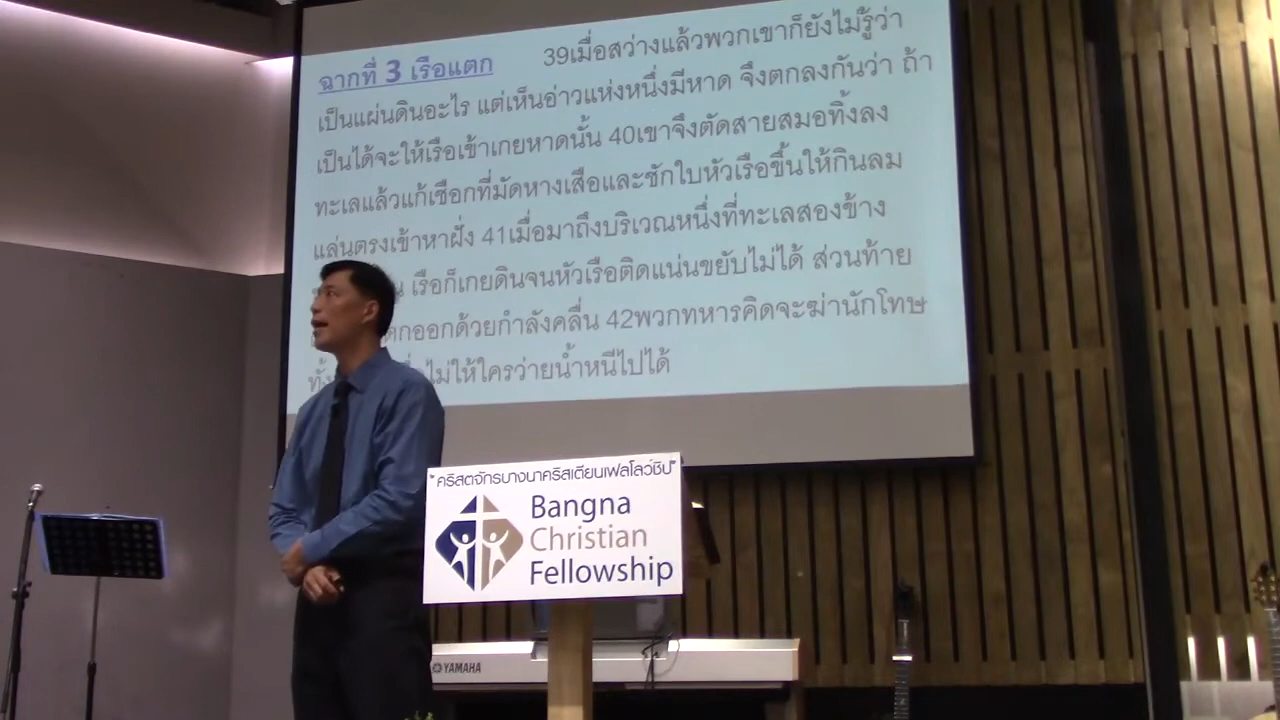 ฉากที่ 3 เรือแตก 39เมื่อสว่างแล้วพวกเขาก็ยังไม่รู้ว่า
เป็นแผ่นดินอะไร แต่เห็นอ่าวแห่งหนึ่งมีหาด จึงตกลงกันว่า ถ้า
เป็นได้จะให้เรือเข้าเกยหาดนั้น 40เขาจึงตัดสายสมอทิ้งลง
ทะเลแล้วแก้เชือกที่มัดหางเสือและชักใบหัวเรือขึ้นให้กินลม
แล่นตรงเข้าหาฝั่ง 41เมื่อมาถึงบริเวณหนึ่งที่ทะเลสองข้าง
เรือก็เกยดินจนหัวเรือติดแน่นขยับไม่ได้ ส่วนท้าย
ออกด้วยกำลังคลื่น 42พวกทหารคิดจะฆ่านักโทษ
ไม่ให้ใครว่ายน้ำหนีไปได้
"คริสตจักรบางนาคริสเตียนเฟลโลว์ชิป"
Bangna
Christian
Fellowship
YAMAHA